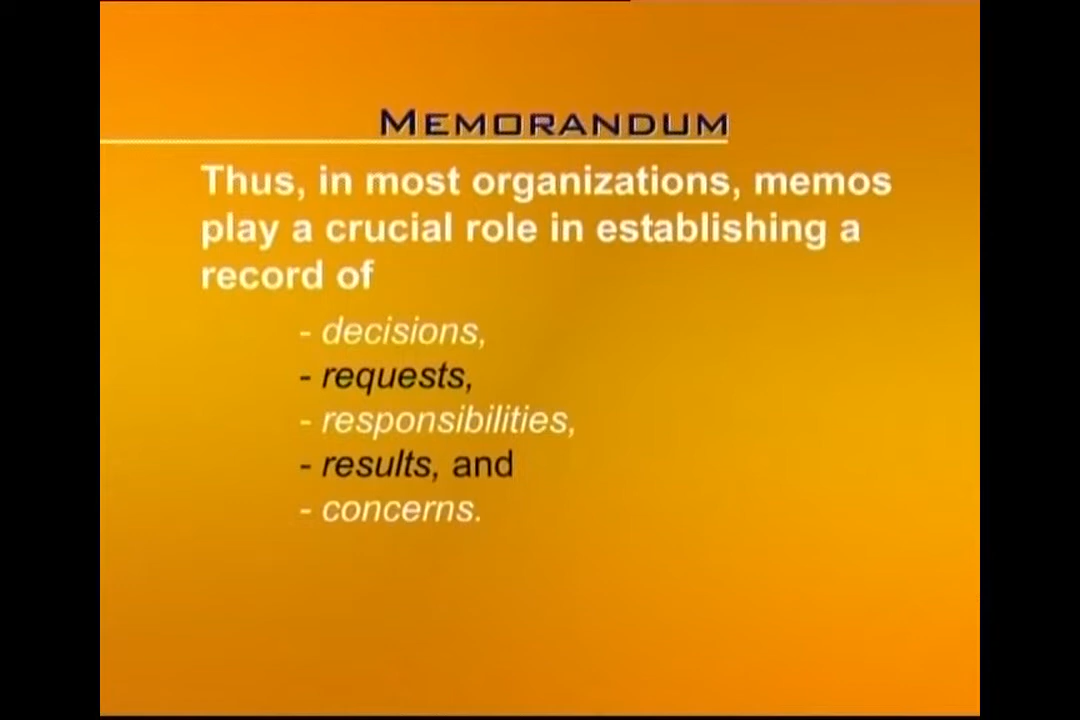 MEMORANDUM
Thus, in most organizations, memos
play a crucial role in establishing a
record of
- decisions,
- requests,
- responsibilities,
- results, and
- concerns.